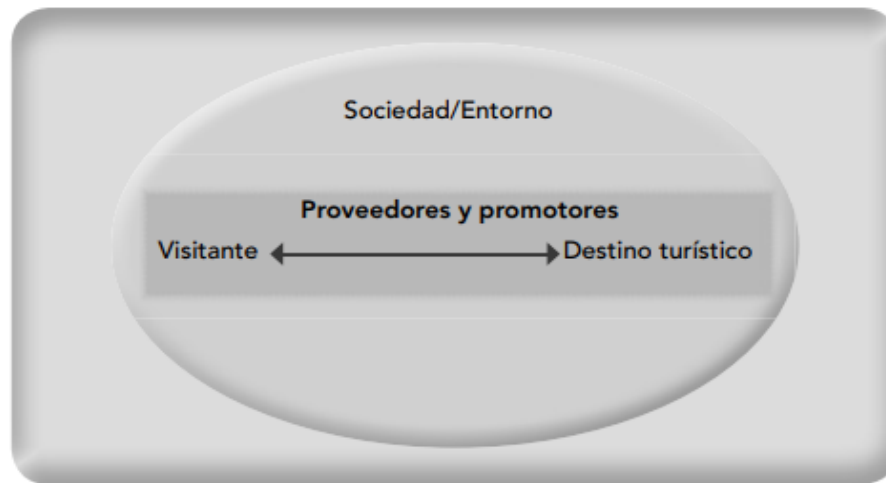 Sociedad/Entorno
Proveedores y promotores
Visitante Destino turístico